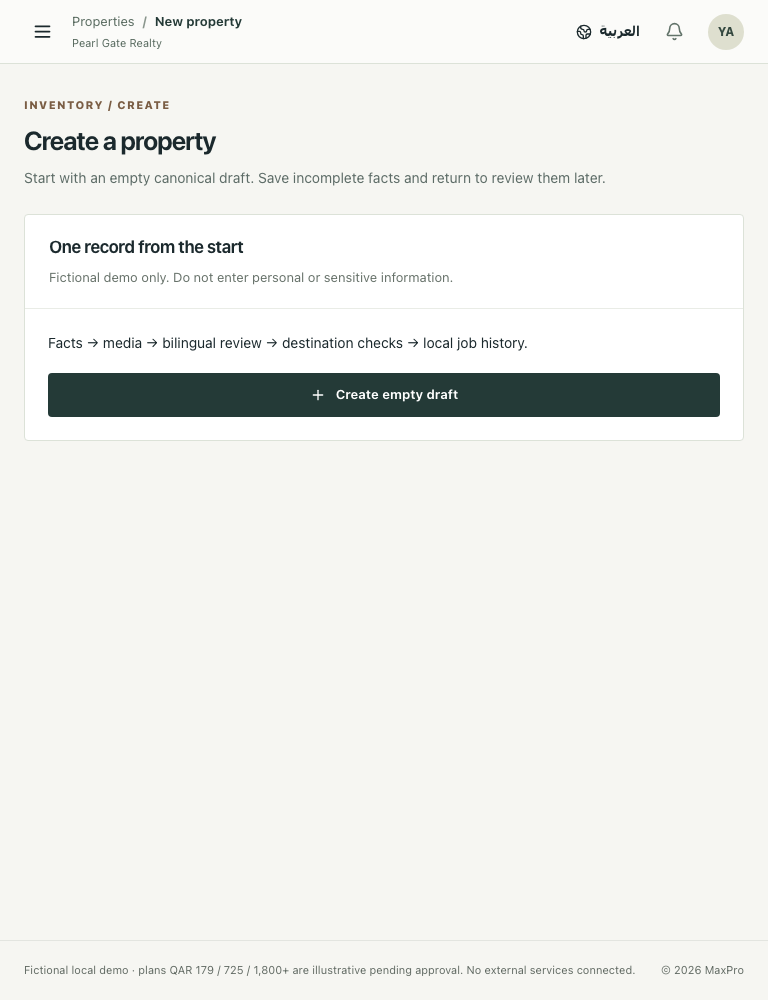 Properties / New property
Pearl Gate Realty
العربية
YA
INVENTORY / CREATE
Create a property
Start with an empty canonical draft. Save incomplete facts and return to review them later.
One record from the start
Fictional demo only. Do not enter personal or sensitive information.
Facts → media → bilingual review → destination checks → local job history.
+ Create empty draft
Fictional local demo · plans QAR 179 / 725 / 1,800+ are illustrative pending approval. No external services connected.
© 2026 MaxPro